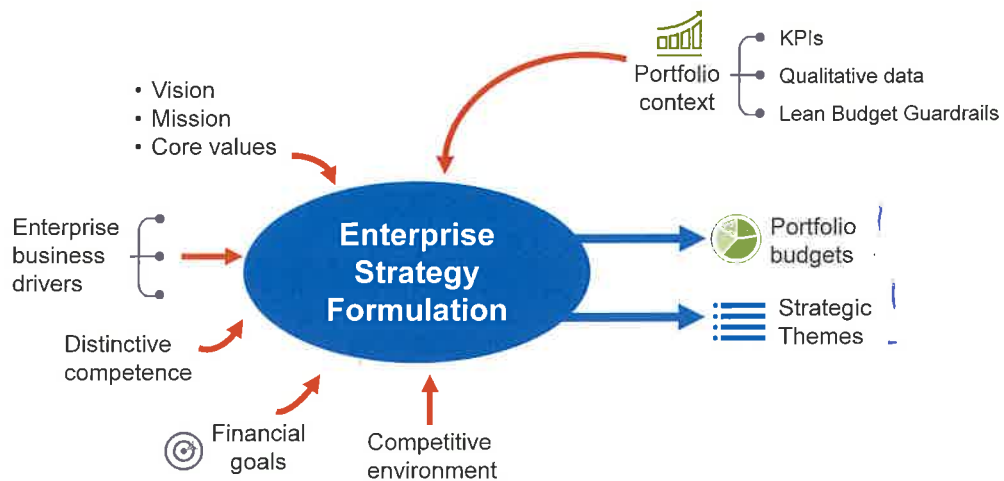 Portfolio
context
KPIs
Qualitative data
Lean Budget Guardrails
• Vision
• Mission
• Core values
Enterprise
business
drivers
Enterprise
Strategy
Formulation
Portfolio
budgets
Strategic
Themes
Distinctive
competence
Financial
goals
Competitive
environment